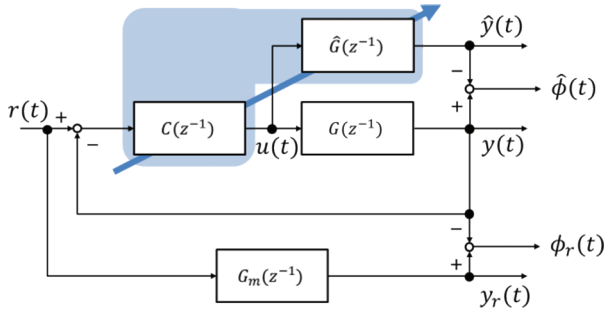 ŷ(t)
Ĝ(z⁻¹)
−
ϕ̂(t)
+
r(t) + C(z⁻¹) u(t) G(z⁻¹) y(t)
−
−
ϕᵣ(t)
+
Gₘ(z⁻¹) yᵣ(t)